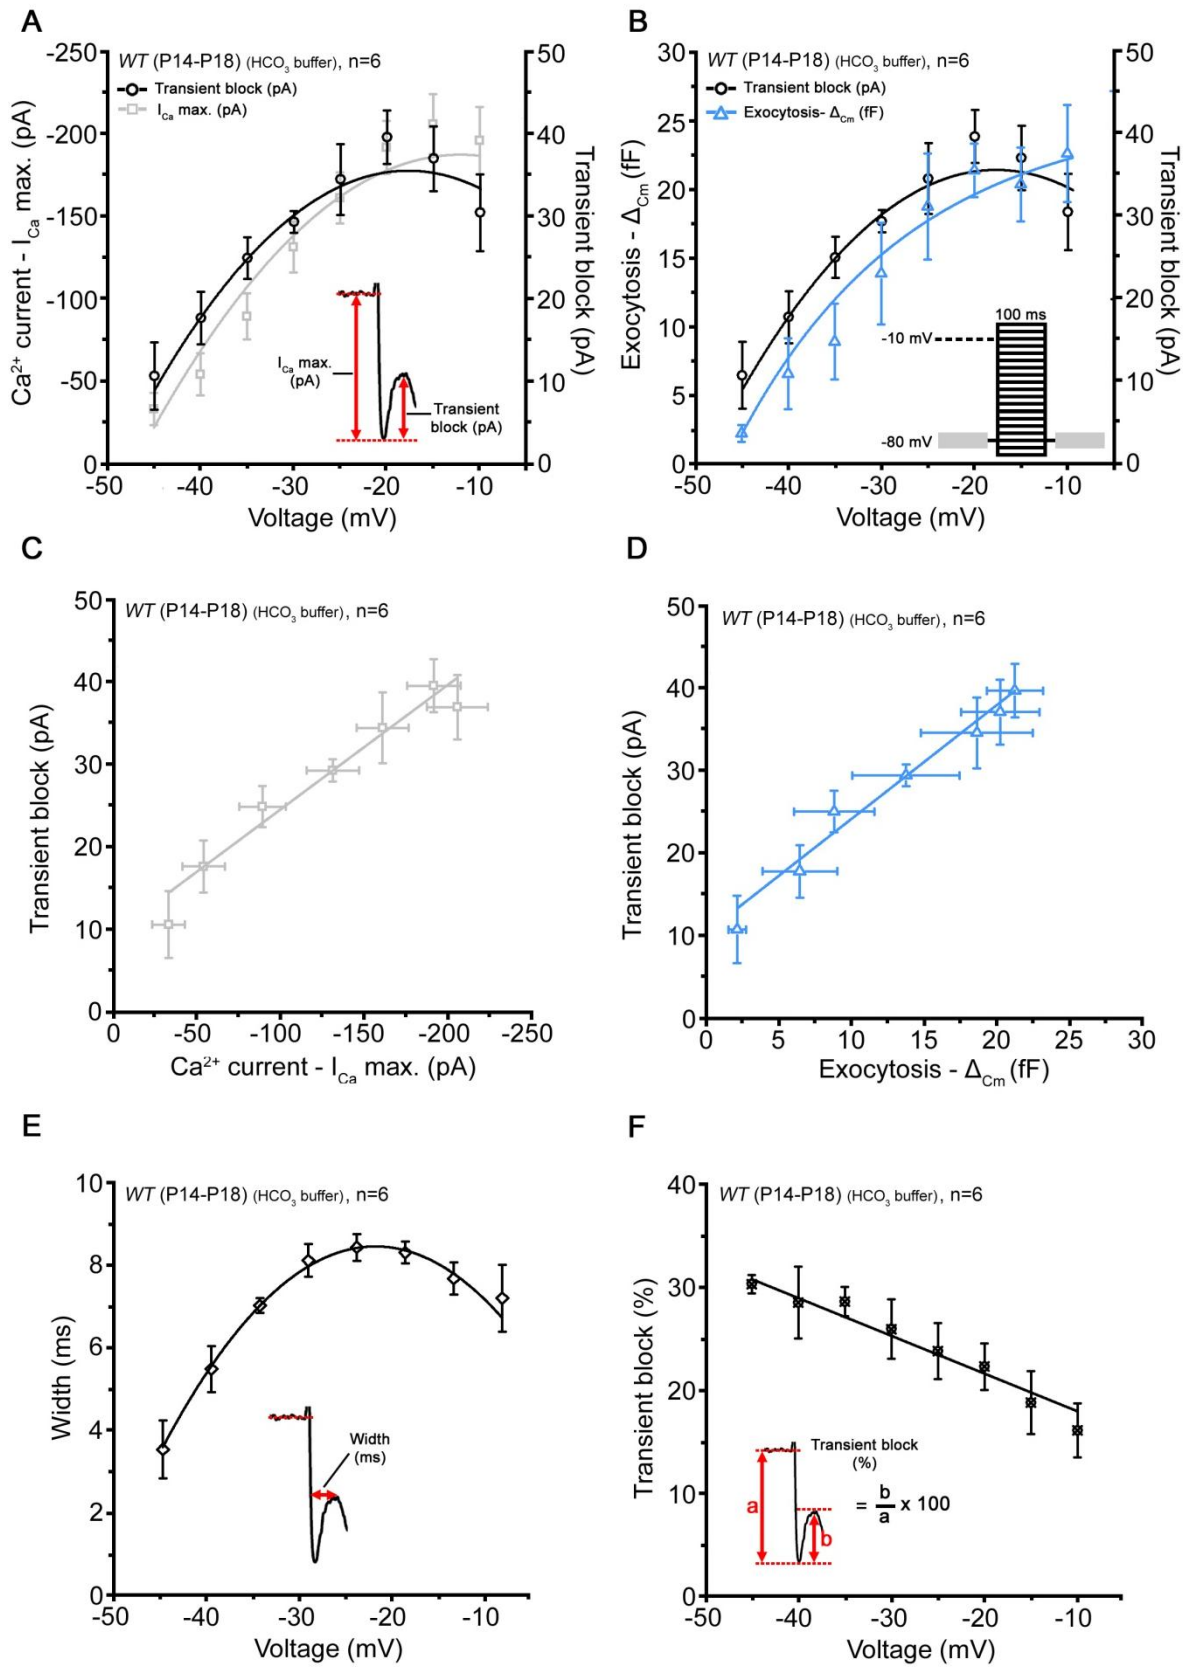 A
WT (P14-P18) (HCO3 buffer), n=6
Transient block (pA)
ICa max. (pA)
Ca2+ current - ICa max. (pA)
-250
-200
-150
-100
-50
0
50
40
30
20
10
0
Transient block (pA)
ICa max.
(pA)
Transient
block (pA)
-50
-40
-30
-20
-10
Voltage (mV)
B
WT (P14-P18) (HCO3 buffer), n=6
Transient block (pA)
Exocytosis- ΔCm (fF)
Exocytosis - ΔCm (fF)
30
25
20
15
10
5
0
50
40
30
20
10
0
Transient block (pA)
100 ms
-10 mV
-80 mV
-50
-40
-30
-20
-10
Voltage (mV)
C
WT (P14-P18) (HCO3 buffer), n=6
Transient block (pA)
50
40
30
20
10
0
0
-50
-100
-150
-200
-250
Ca2+ current - ICa max. (pA)
D
WT (P14-P18) (HCO3 buffer), n=6
Transient block (pA)
50
40
30
20
10
0
0
5
10
15
20
25
30
Exocytosis - ΔCm (fF)
E
WT (P14-P18) (HCO3 buffer), n=6
Width (ms)
10
8
6
4
2
0
Width
(ms)
-50
-40
-30
-20
-10
Voltage (mV)
F
WT (P14-P18) (HCO3 buffer), n=6
Transient block (%)
40
30
20
10
0
Transient block
(%)
a
b
= b/a x 100
-50
-40
-30
-20
-10
Voltage (mV)